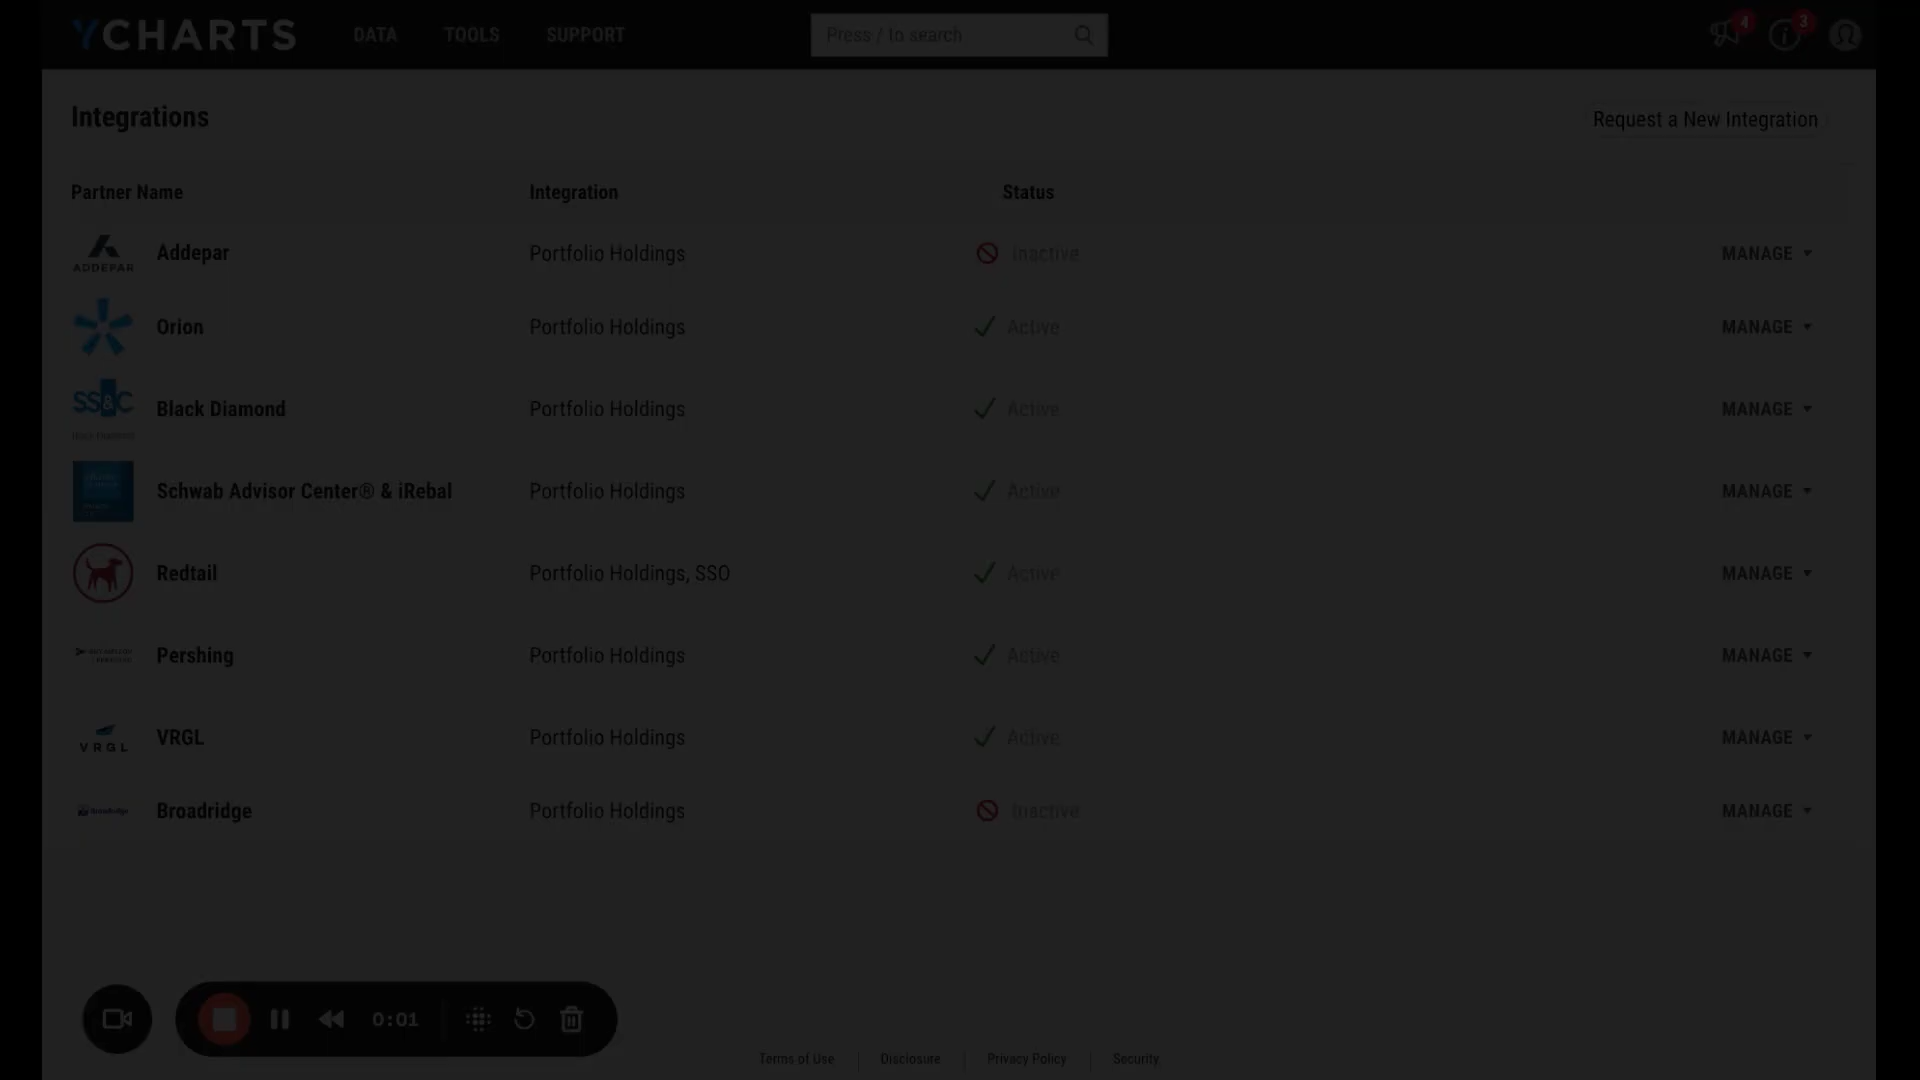 YCHARTS DATA TOOLS SUPPORT Press / to search 4 3
Integrations Request a New Integration
Partner Name Integration Status
ADDEPAR Addepar Portfolio Holdings Inactive MANAGE
Orion Portfolio Holdings Active MANAGE
SS&C Black Diamond Portfolio Holdings Active MANAGE
Schwab Advisor Center® & iRebal Portfolio Holdings Active MANAGE
Redtail Portfolio Holdings, SSO Active MANAGE
Pershing Portfolio Holdings Active MANAGE
VRGL VRGL Portfolio Holdings Active MANAGE
Broadridge Broadridge Portfolio Holdings Inactive MANAGE
0:01
Terms of Use Disclosure Privacy Policy Security